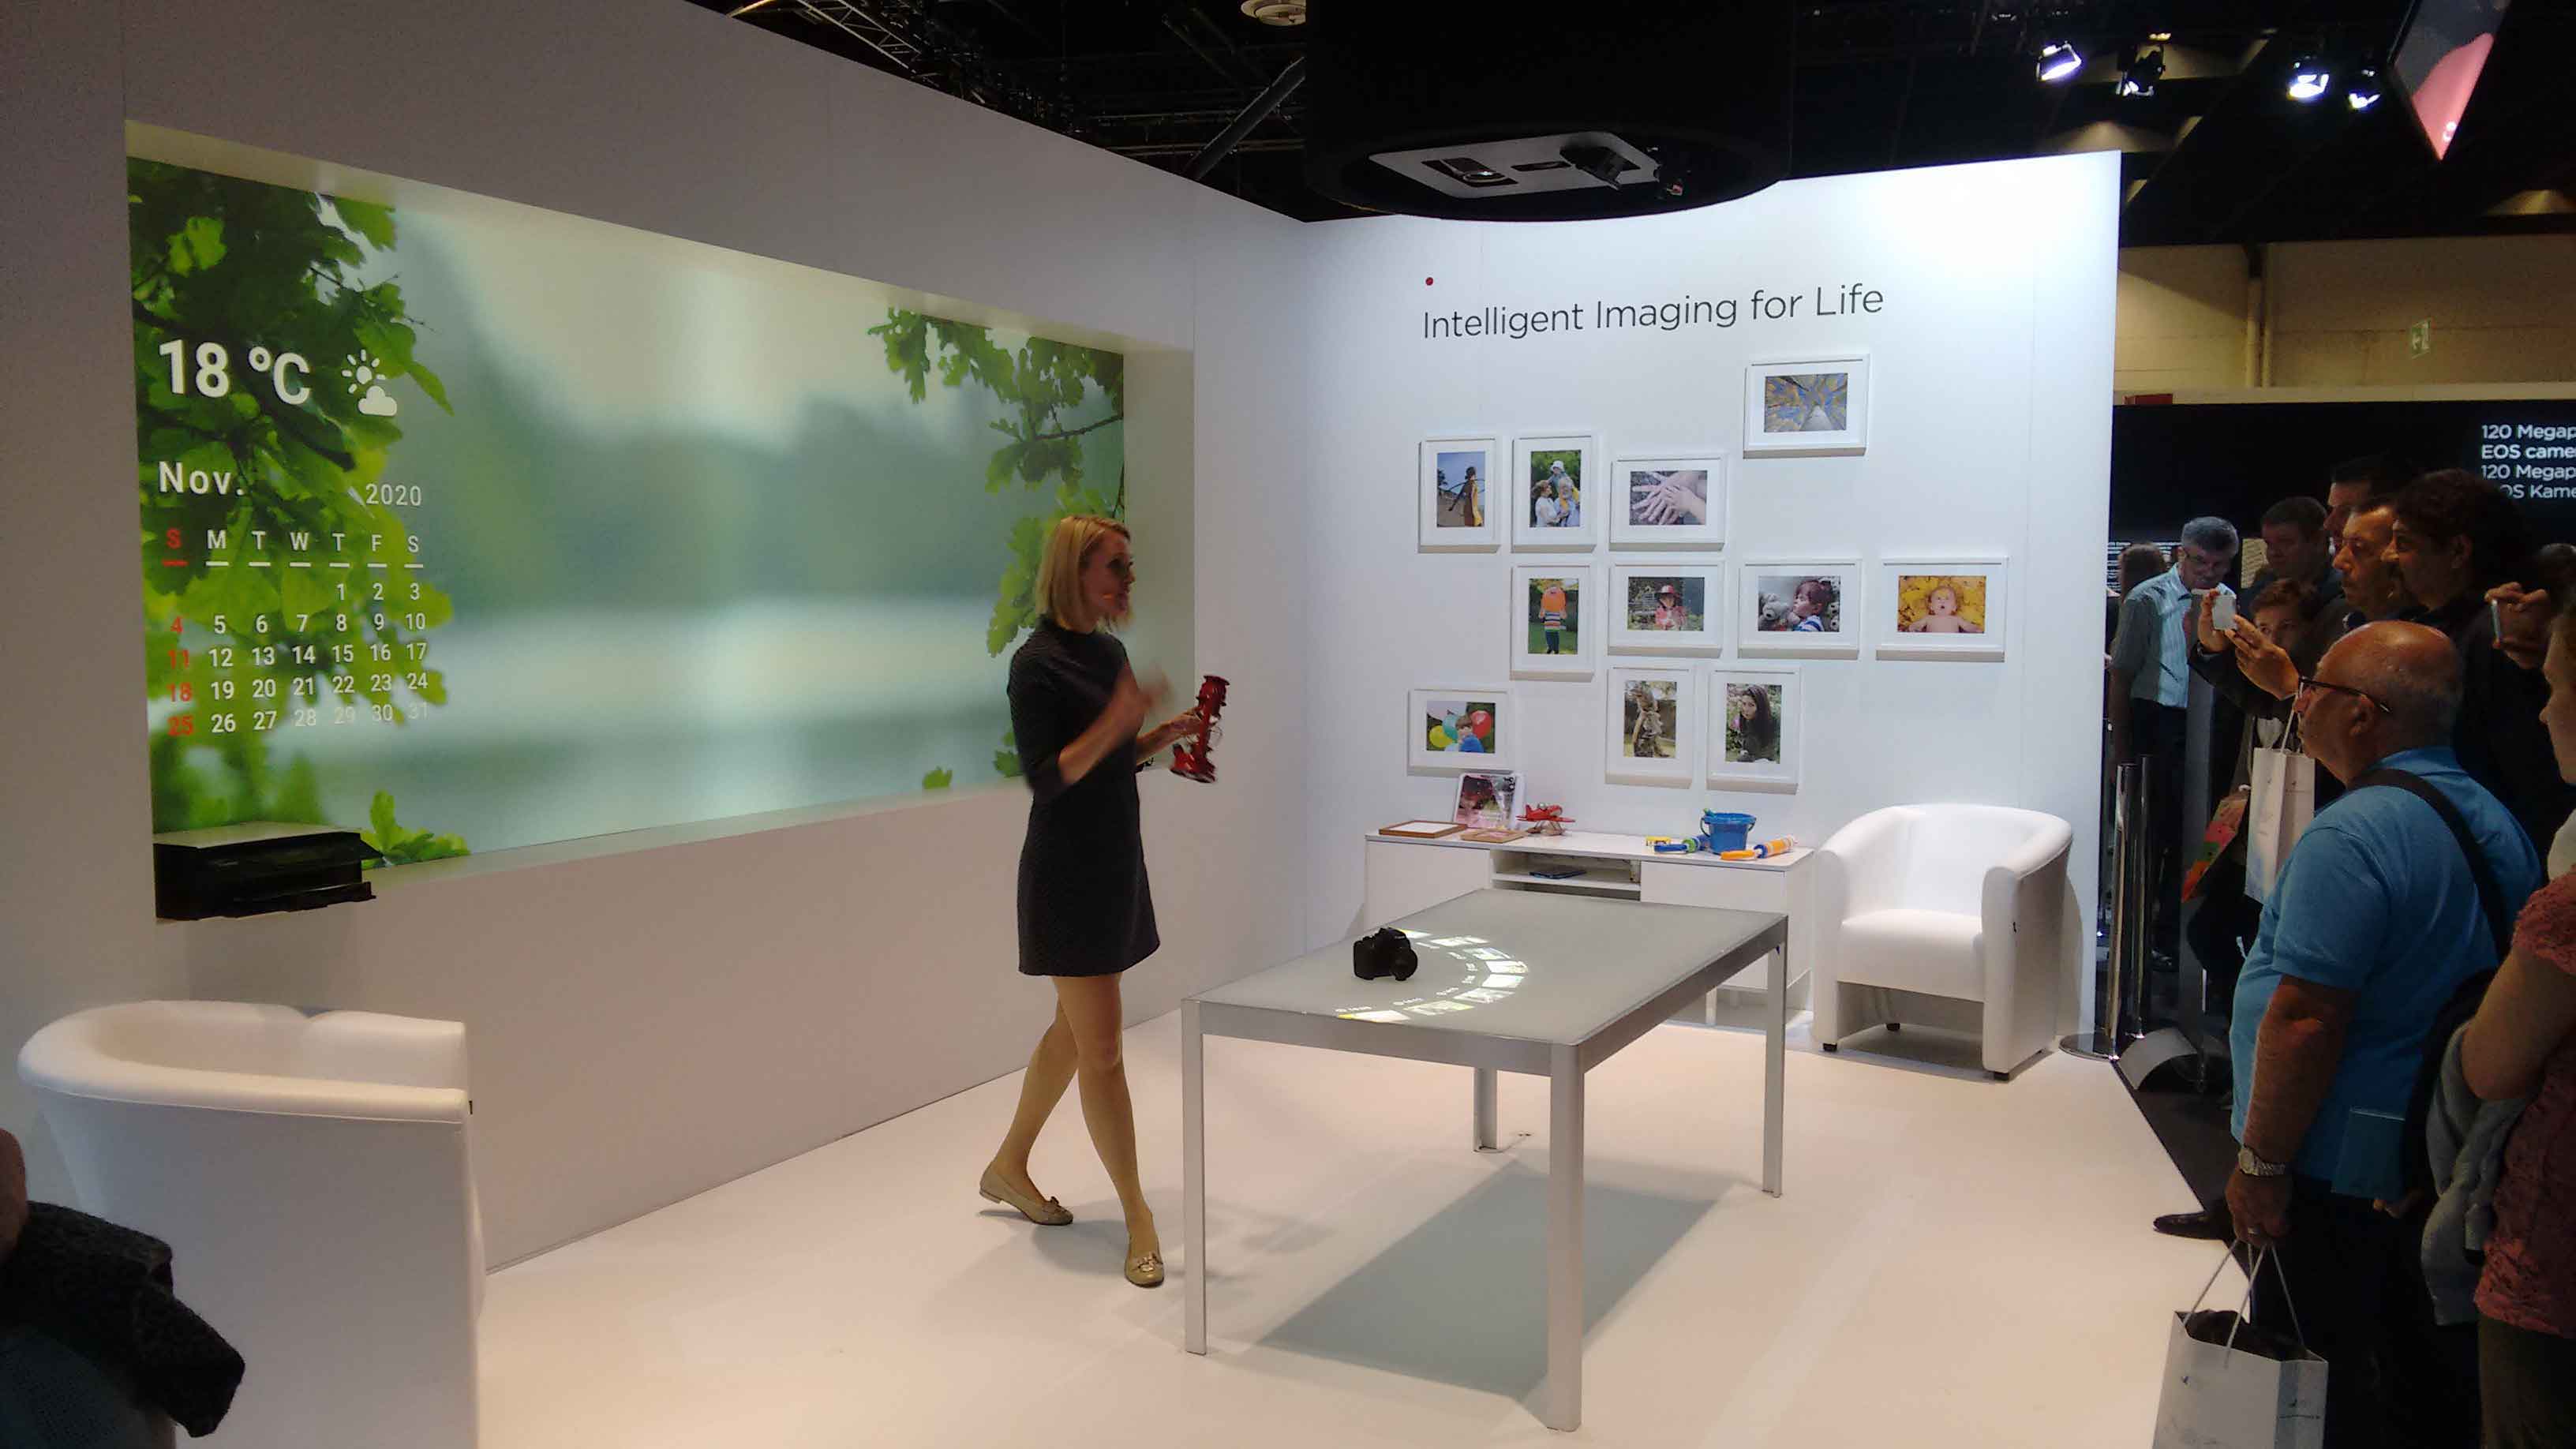 18 °C
Nov. 2020
S M T W T F S
1 2 3
4 5 6 7 8 9 10
11 12 13 14 15 16 17
18 19 20 21 22 23 24
25 26 27 28 29 30 31
Intelligent Imaging for Life
120 Megap
EOS came
120 Megap
OS Kame